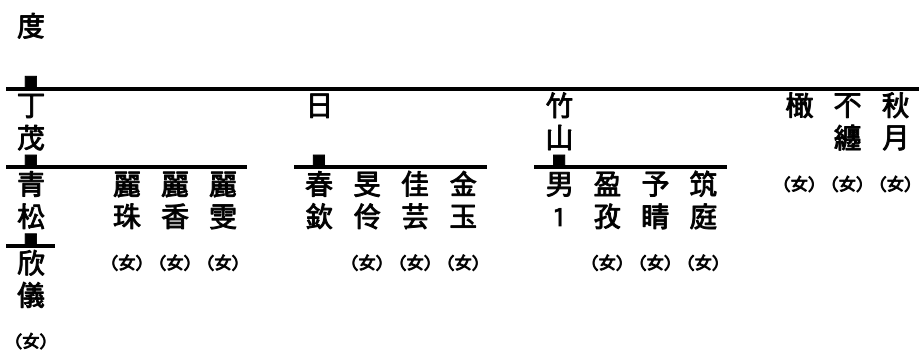 度
丁茂
日
竹山
橄
(女)
不纏
(女)
秋月
(女)
青松
麗珠
(女)
麗香
(女)
麗雯
(女)
春欽
旻伶
(女)
佳芸
(女)
金玉
(女)
男1
盈孜
(女)
予晴
(女)
筑庭
(女)
欣儀
(女)